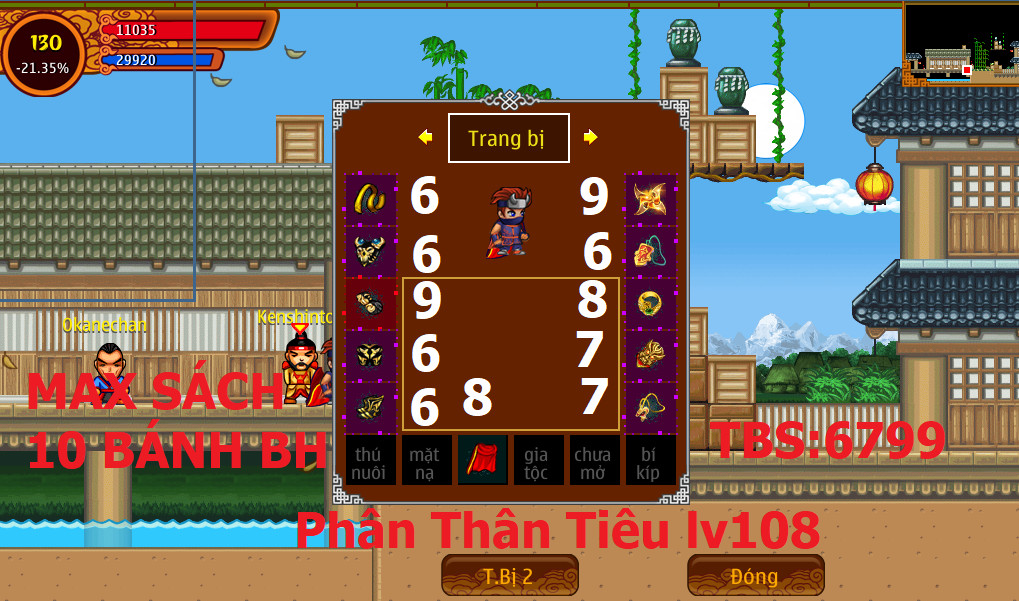 130
-21.35%
11035
29920
Trang bị
6
9
6
6
9
8
6
7
6
8
7
Okanechan
Kenshinto
MAX SÁCH
10 BÁNH BH
TBS:6799
thú nuôi
mặt nạ
gia tộc
chưa mở
bí kíp
Phân Thân Tiêu lv108
T.Bị 2
Đóng